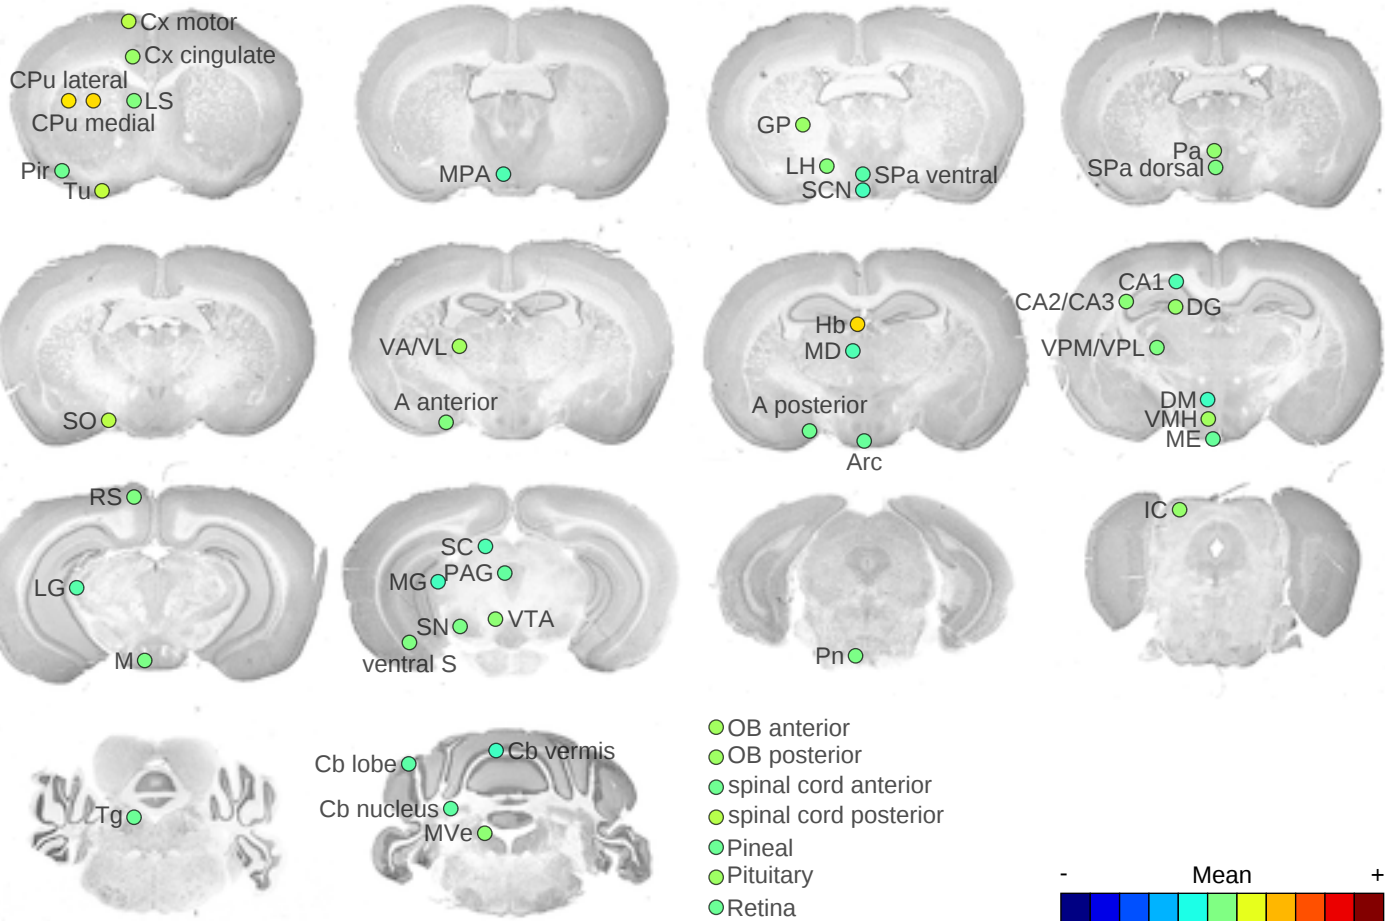 Cx motor
Cx cingulate
CPu lateral
LS
CPu medial
Pir
Tu
MPA
GP
LH
SPa ventral
SCN
Pa
SPa dorsal
SO
VA/VL
A anterior
Hb
MD
A posterior
Arc
CA1
CA2/CA3
DG
VPM/VPL
DM
VMH
ME
RS
LG
M
SC
MG
PAG
SN
VTA
ventral S
Pn
IC
Tg
Cb lobe
Cb vermis
Cb nucleus
MVe
OB anterior
OB posterior
spinal cord anterior
spinal cord posterior
Pineal
Pituitary
Retina
- Mean +